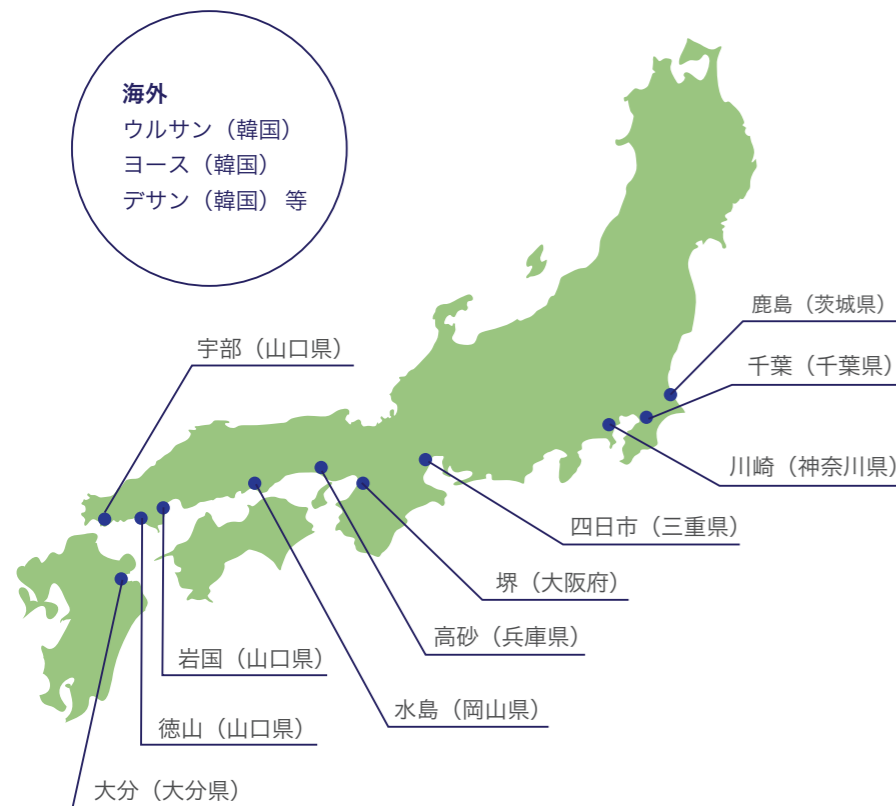 海外
ウルサン（韓国）
ヨース（韓国）
デサン（韓国） 等
鹿島（茨城県）
宇部（山口県）
千葉（千葉県）
川崎（神奈川県）
四日市（三重県）
堺（大阪府）
高砂（兵庫県）
岩国（山口県）
水島（岡山県）
徳山（山口県）
大分（大分県）